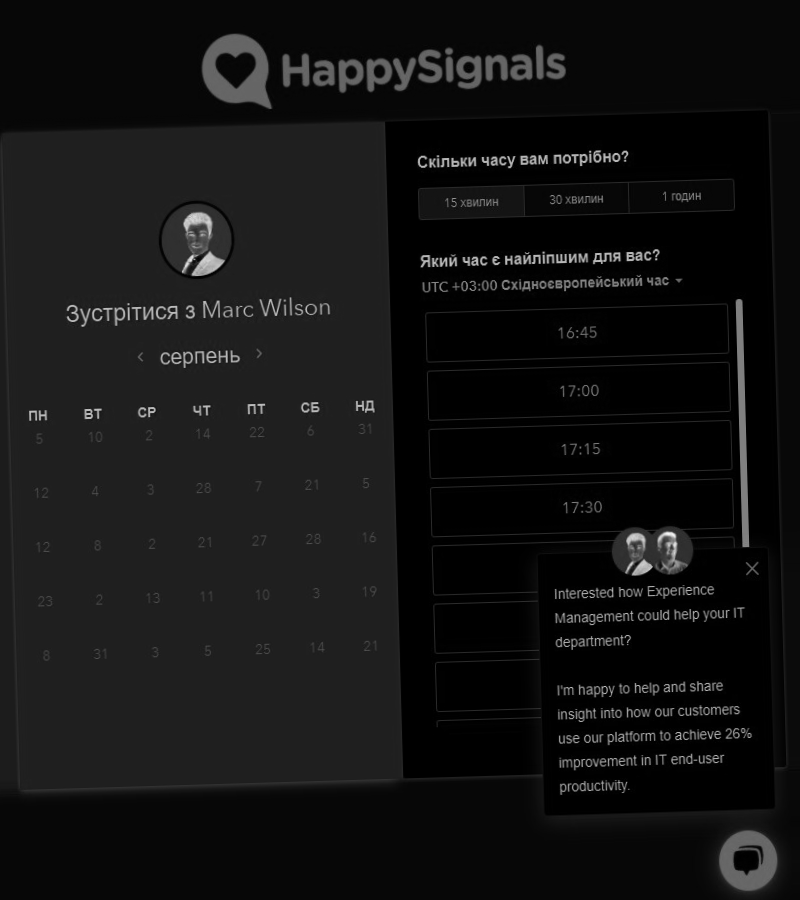 HappySignals
Зустрітися з Marc Wilson
серпень
ПН ВТ СР ЧТ ПТ СБ НД
5 10 2 14 22 6 31
12 4 3 28 7 21 5
12 8 2 21 27 28 16
23 2 13 11 10 3 19
8 31 3 5 25 14 21
Скільки часу вам потрібно?
15 хвилин 30 хвилин 1 годин
Який час є найліпшим для вас?
UTC +03:00 Східноєвропейський час
16:45
17:00
17:15
17:30
Interested how Experience
Management could help your IT
department?
I'm happy to help and share
insight into how our customers
use our platform to achieve 26%
improvement in IT end-user
productivity.